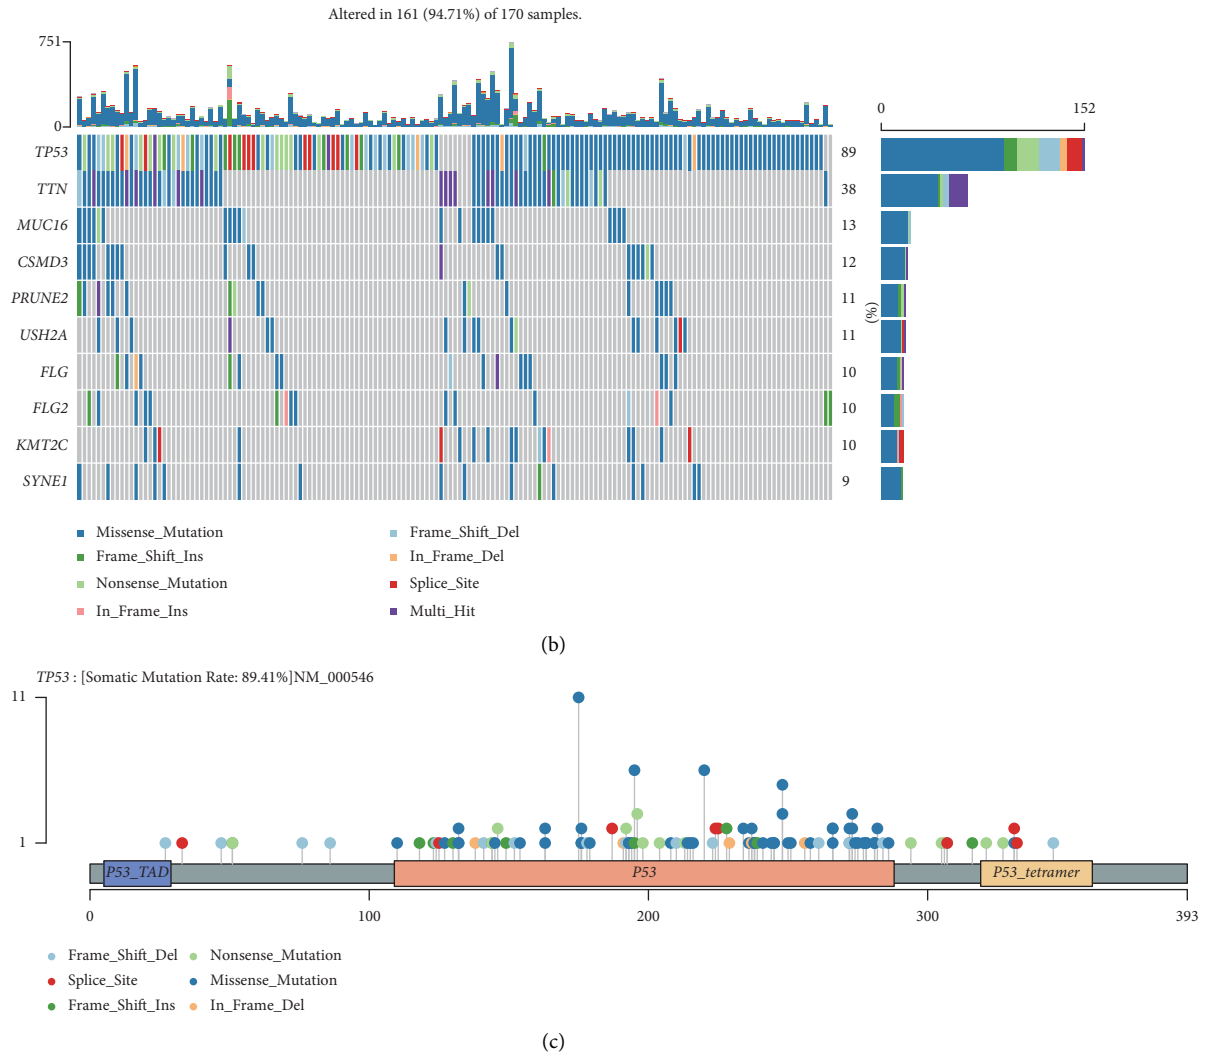 Altered in 161 (94.71%) of 170 samples.
751
0
0 152
TP53 89
TTN 38
MUC16 13
CSMD3 12
PRUNE2 11
(%)
USH2A 11
FLG 10
FLG2 10
KMT2C 10
SYNE1 9
Missense_Mutation Frame_Shift_Del
Frame_Shift_Ins In_Frame_Del
Nonsense_Mutation Splice_Site
In_Frame_Ins Multi_Hit
(b)
TP53 : [Somatic Mutation Rate: 89.41%]NM_000546
11
1
P53_TAD P53 P53_tetramer
0 100 200 300 393
Frame_Shift_Del Nonsense_Mutation
Splice_Site Missense_Mutation
Frame_Shift_Ins In_Frame_Del
(c)